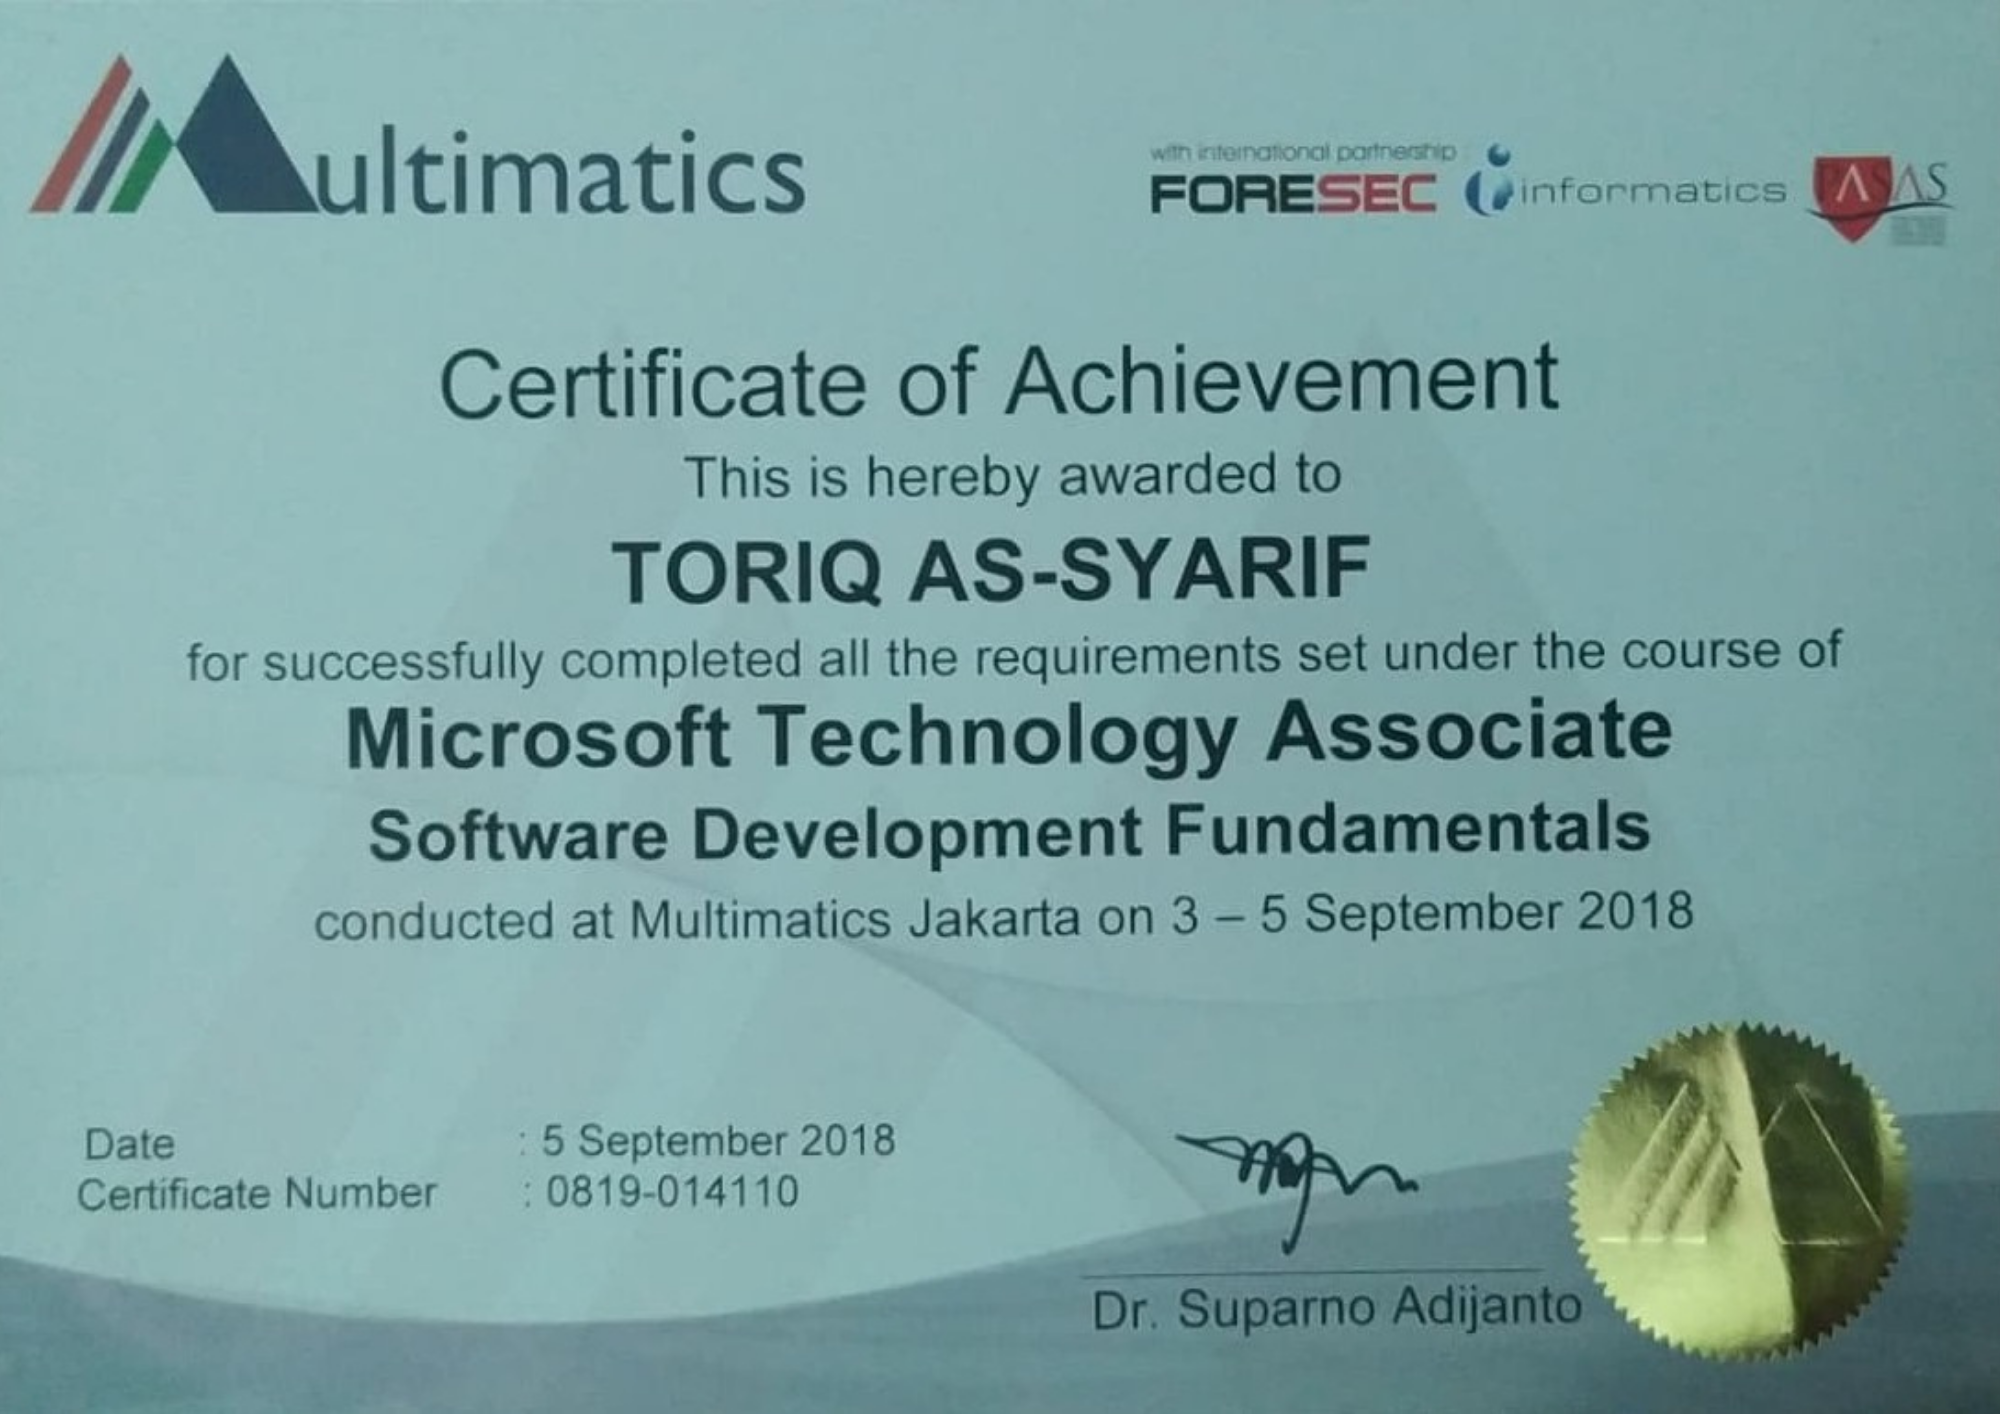 Multimatics
with international partnership
FORESEC informatics ASAS
Certificate of Achievement
This is hereby awarded to
TORIQ AS-SYARIF
for successfully completed all the requirements set under the course of
Microsoft Technology Associate
Software Development Fundamentals
conducted at Multimatics Jakarta on 3 – 5 September 2018
Date : 5 September 2018
Certificate Number : 0819-014110
Dr. Suparno Adijanto